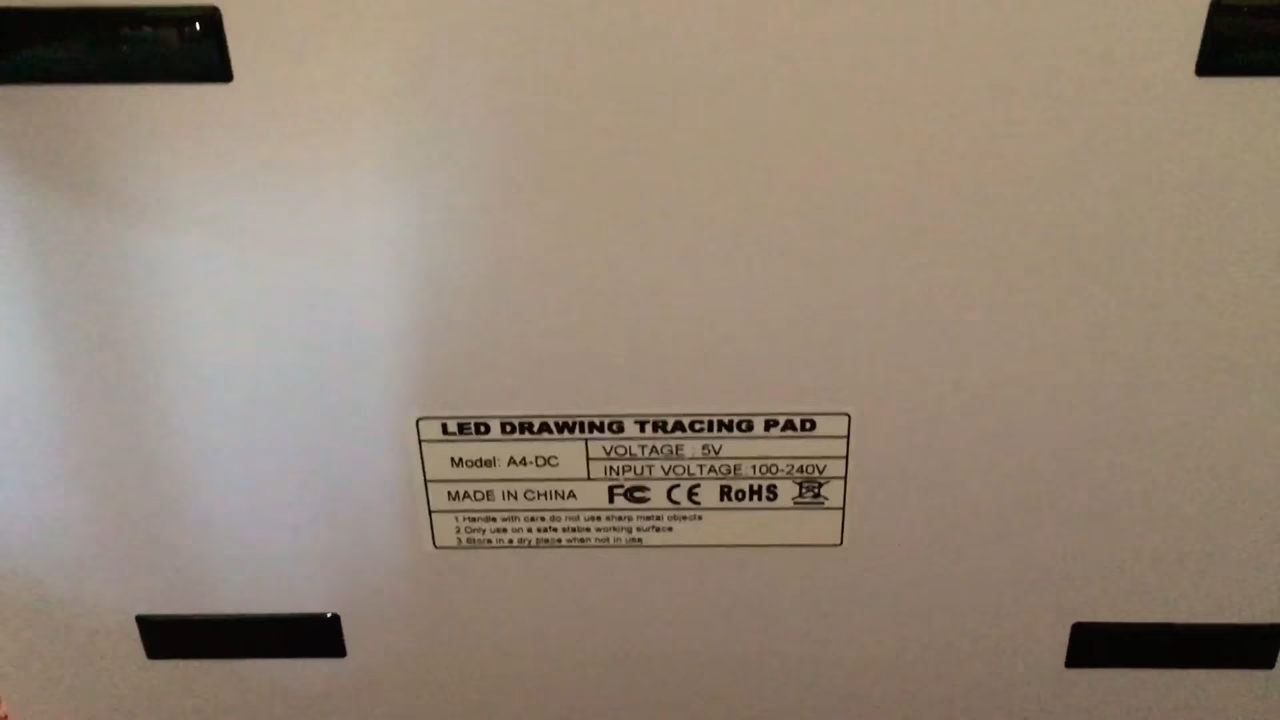 LED DRAWING TRACING PAD
Model: A4-DC
VOLTAGE : 5V
INPUT VOLTAGE 100-240V
MADE IN CHINA FC CE RoHS
1 Handle with care do not use sharp metal objects
2 Only use on a safe stable working surface
3 Store in a dry place when not in use